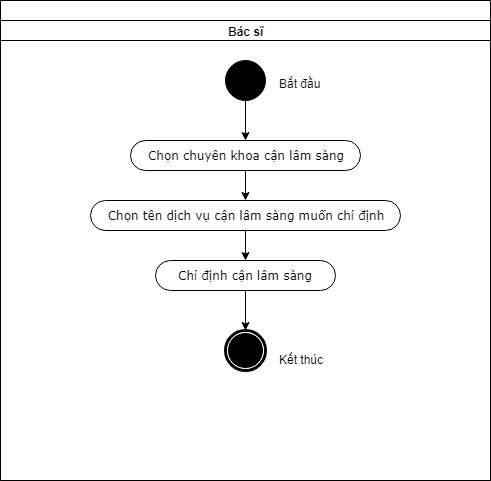 Bác sĩ
Bắt đầu
Chọn chuyên khoa cận lâm sàng
Chọn tên dịch vụ cận lâm sàng muốn chỉ định
Chỉ định cận lâm sàng
Kết thúc